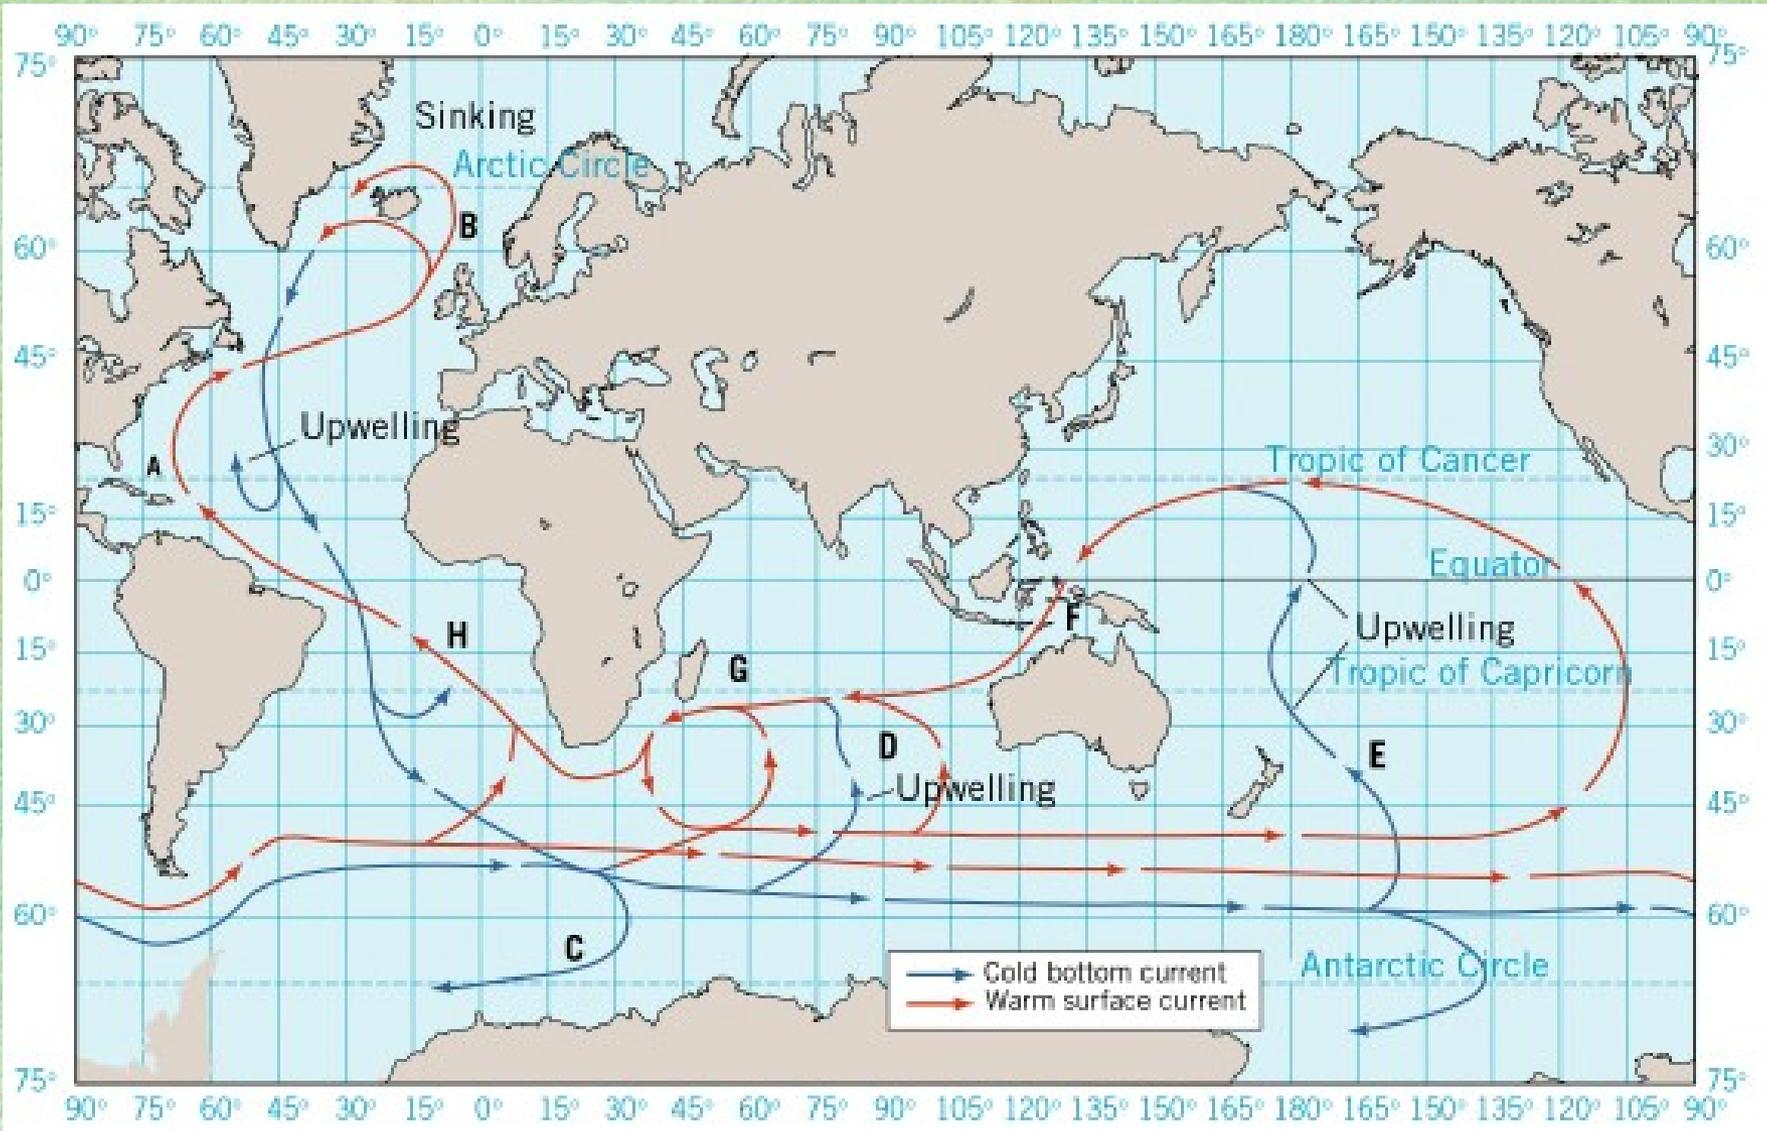 90° 75° 60° 45° 30° 15° 0° 15° 30° 45° 60° 75° 90° 105° 120° 135° 150° 165° 180° 165° 150° 135° 120° 105° 90°
75° 75°
Sinking
Arctic Circle
B
60° 60°
45° 45°
Upwelling
30°
A
Tropic of Cancer
15° 15°
Equator
0° 0°
F
H
Upwelling
15° 15°
G
Tropic of Capricorn
30° 30°
D
E
Upwelling
45° 45°
60° 60°
C
Antarctic Circle
Cold bottom current
Warm surface current
75° 75°
90° 75° 60° 45° 30° 15° 0° 15° 30° 45° 60° 75° 90° 105° 120° 135° 150° 165° 180° 165° 150° 135° 120° 105° 90°